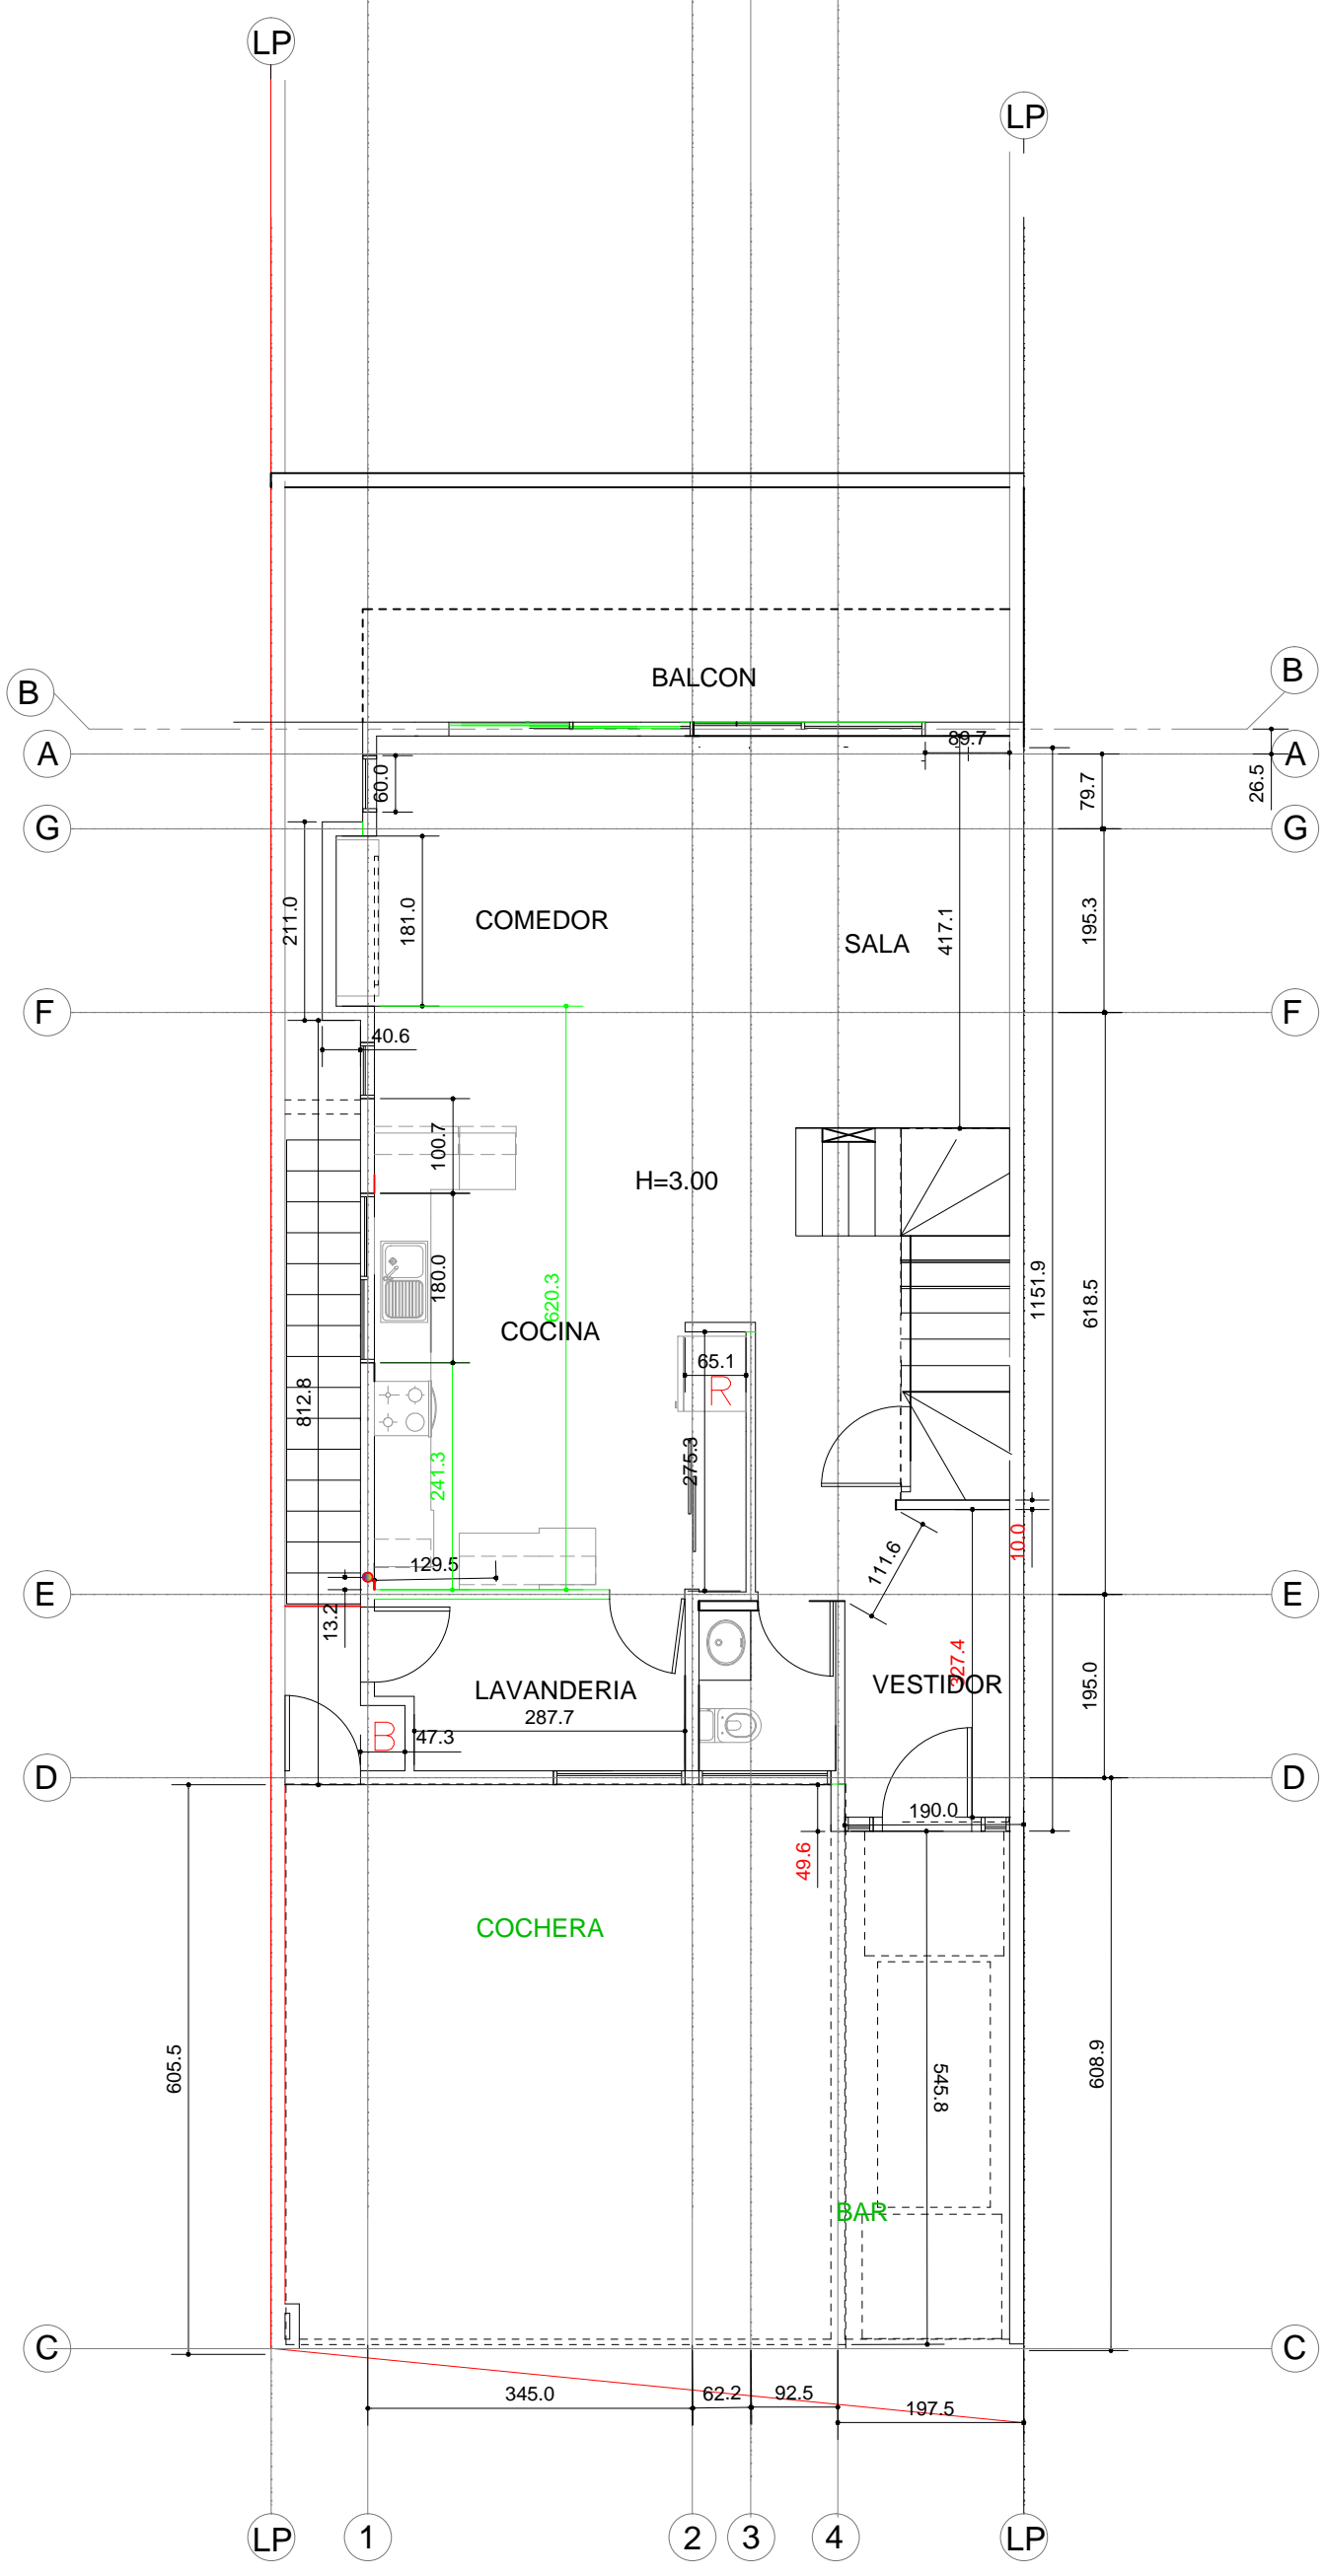 LP
LP
BALCON
B
B
A
A
89.7
60.0
79.7
26.5
G
G
211.0
181.0
COMEDOR
SALA
417.1
195.3
F
F
40.6
100.7
H=3.00
180.0
620.3
COCINA
1151.9
618.5
812.8
65.1
R
241.3
275.3
129.5
111.6
10.0
E
E
13.2
327.4
LAVANDERIA
VESTIDOR
195.0
287.7
B
47.3
D
D
190.0
49.6
COCHERA
605.5
545.8
608.9
BAR
C
C
345.0
62.2
92.5
197.5
LP
1
2
3
4
LP